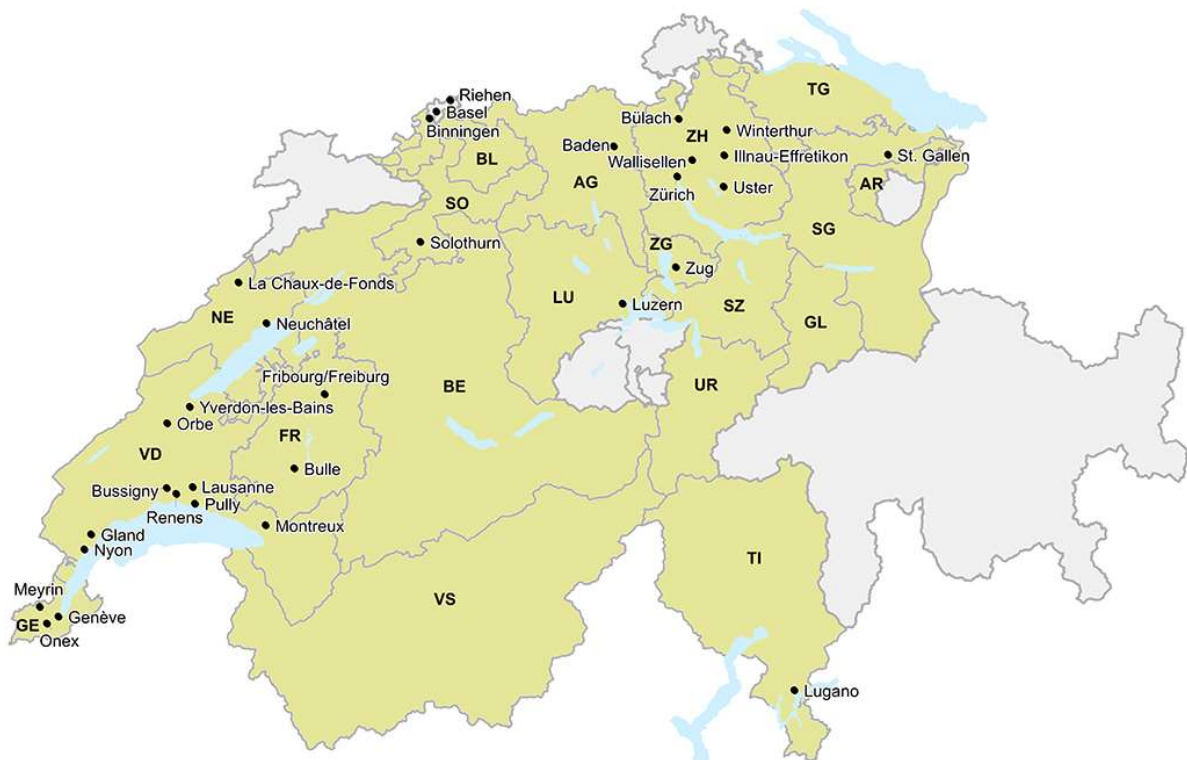 Riehen
Basel
Binningen
TG
Bülach
ZH
Winterthur
Baden
BL
Wallisellen
Illnau-Effretikon
St. Gallen
AG
Zürich
Uster
AR
SO
SG
Solothurn
ZG
Zug
La Chaux-de-Fonds
LU
Luzern
SZ
NE
Neuchâtel
GL
Fribourg/Freiburg
BE
UR
Yverdon-les-Bains
Orbe
FR
VD
Bulle
Bussigny
Lausanne
Pully
Renens
Montreux
Gland
Nyon
TI
Meyrin
VS
Genève
GE
Onex
Lugano